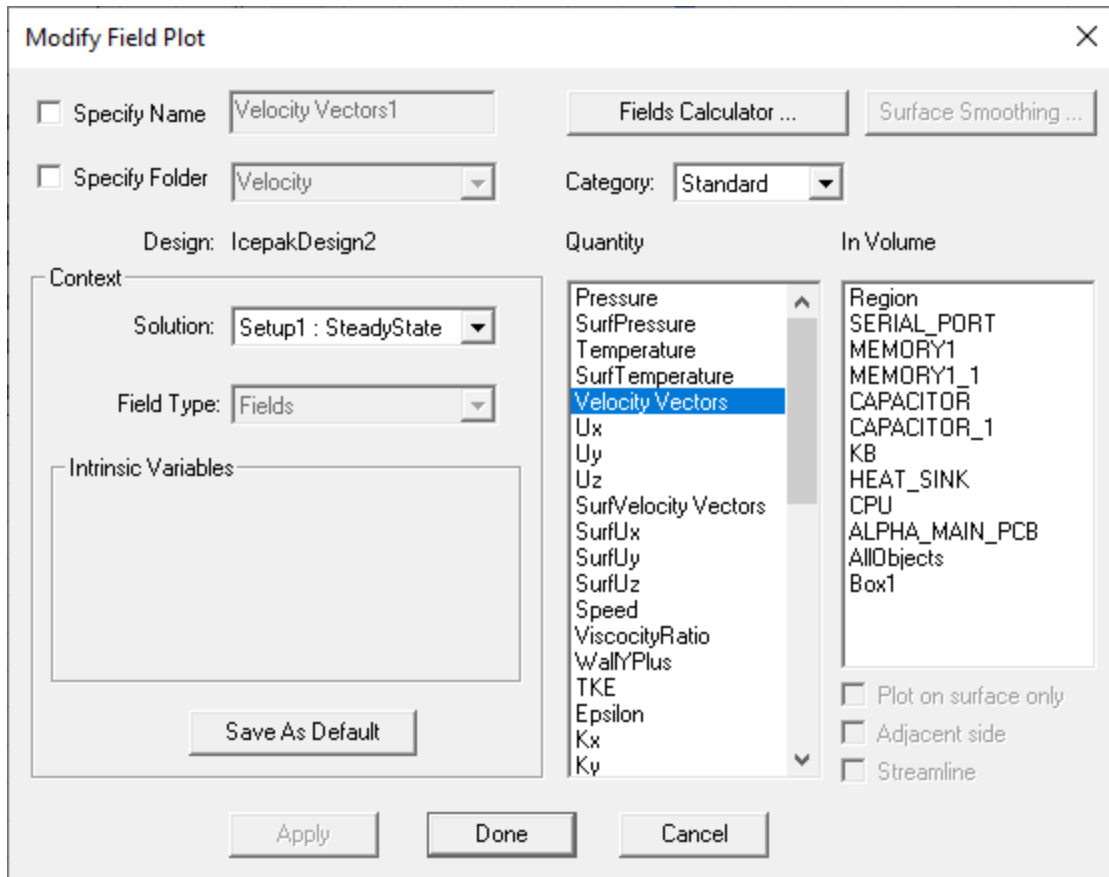 Modify Field Plot
Specify Name
Velocity Vectors1
Fields Calculator ...
Surface Smoothing ...
Specify Folder
Velocity
Category:
Standard
Design:
IcepakDesign2
Quantity
In Volume
Context
Solution:
Setup1 : SteadyState
Field Type:
Fields
Intrinsic Variables
Save As Default
Pressure
SurfPressure
Temperature
SurfTemperature
Velocity Vectors
Ux
Uy
Uz
SurfVelocity Vectors
SurfUx
SurfUy
SurfUz
Speed
ViscocityRatio
WallYPlus
TKE
Epsilon
Kx
Ky
Region
SERIAL_PORT
MEMORY1
MEMORY1_1
CAPACITOR
CAPACITOR_1
KB
HEAT_SINK
CPU
ALPHA_MAIN_PCB
AllObjects
Box1
Plot on surface only
Adjacent side
Streamline
Apply
Done
Cancel